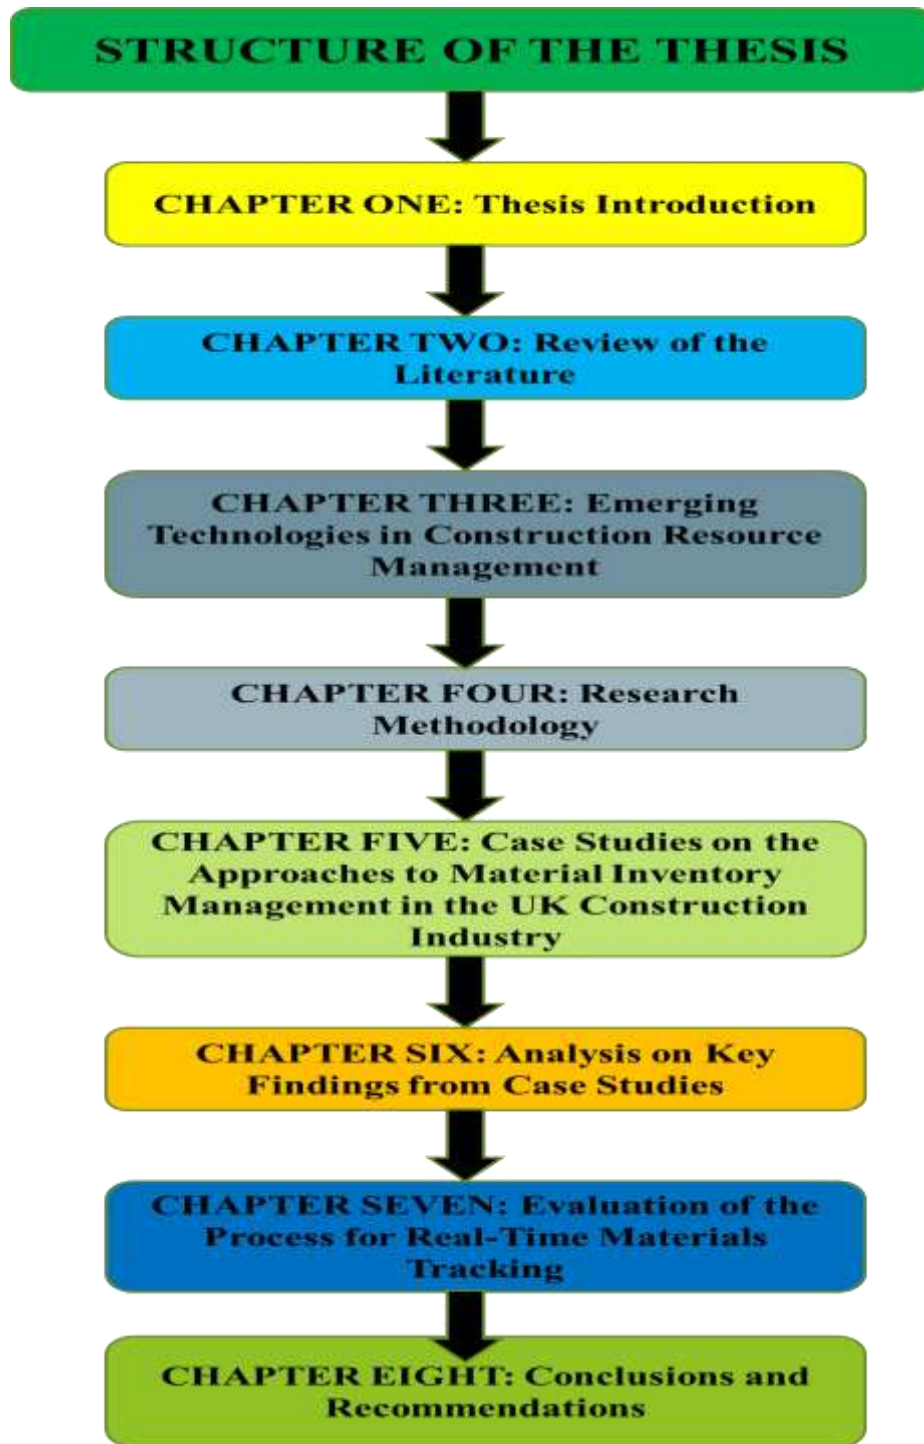 STRUCTURE OF THE THESIS
CHAPTER ONE: Thesis Introduction
CHAPTER TWO: Review of the
Literature
CHAPTER THREE: Emerging
Technologies in Construction Resource
Management
CHAPTER FOUR: Research
Methodology
CHAPTER FIVE: Case Studies on the
Approaches to Material Inventory
Management in the UK Construction
Industry
CHAPTER SIX: Analysis on Key
Findings from Case Studies
CHAPTER SEVEN: Evaluation of the
Process for Real-Time Materials
Tracking
CHAPTER EIGHT: Conclusions and
Recommendations